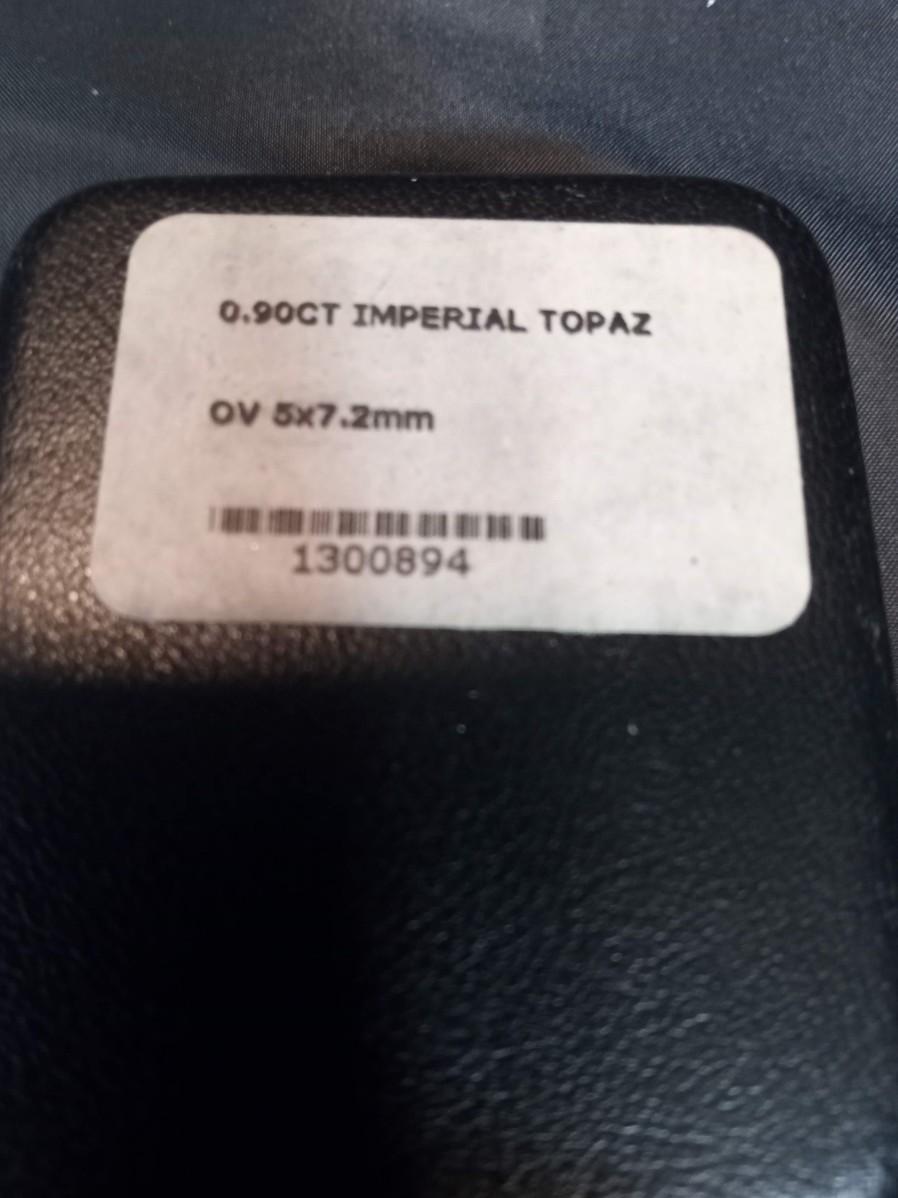 0.90CT IMPERIAL TOPAZ
OV 5x7.2mm
1300894